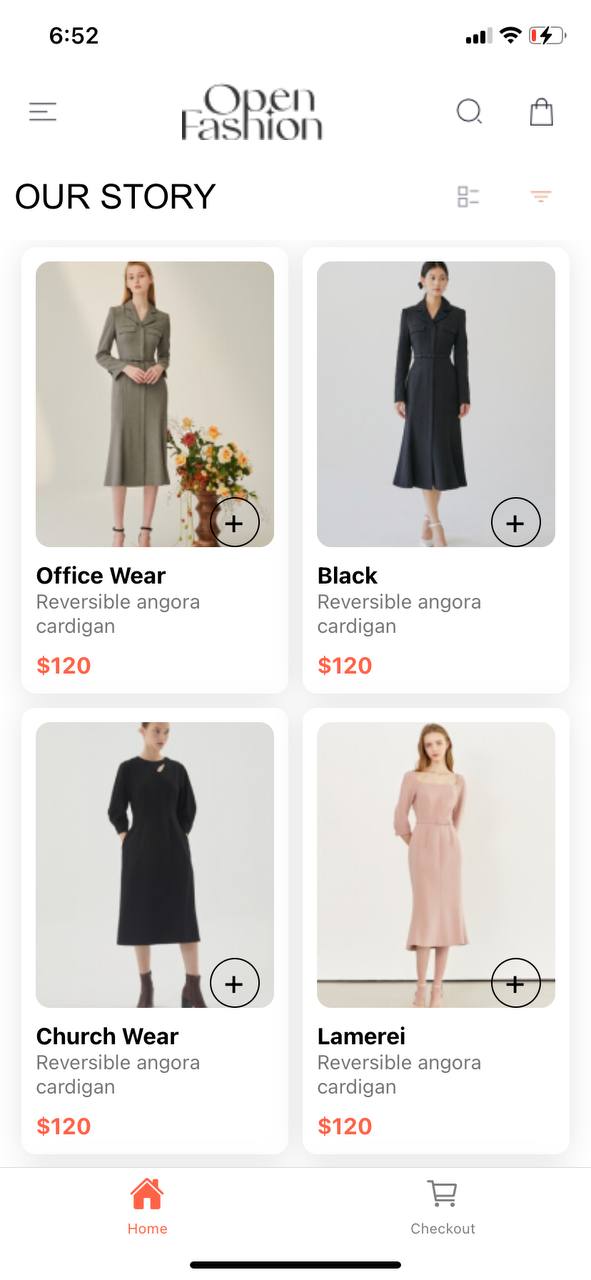 6:52
Open
Fashion
OUR STORY
Office Wear
Reversible angora
cardigan
$120
Black
Reversible angora
cardigan
$120
Church Wear
Reversible angora
cardigan
$120
Lamerei
Reversible angora
cardigan
$120
Home
Checkout